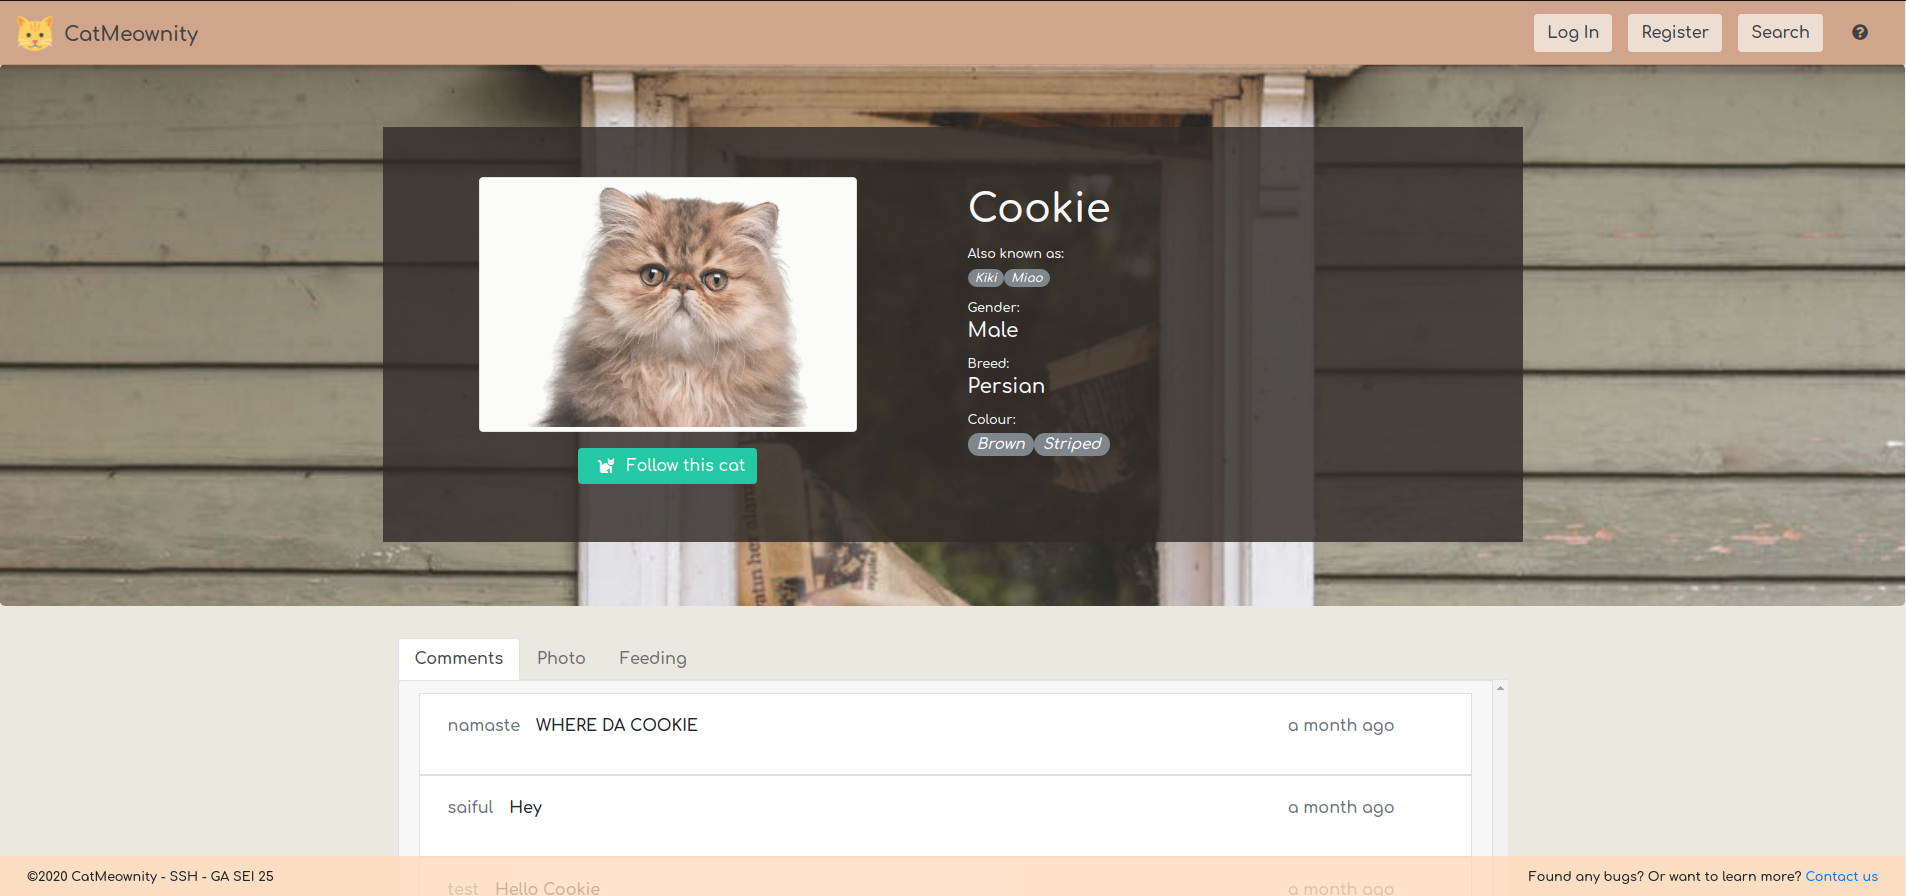 CatMeownity
Log In
Register
Search
Cookie
Also known as:
Kiki Miao
Gender:
Male
Breed:
Persian
Colour:
Brown Striped
Follow this cat
Comments
Photo
Feeding
namaste WHERE DA COOKIE a month ago
saiful Hey a month ago
test Hello Cookie a month ago
©2020 CatMeownity - SSH - GA SEI 25
Found any bugs? Or want to learn more? Contact us